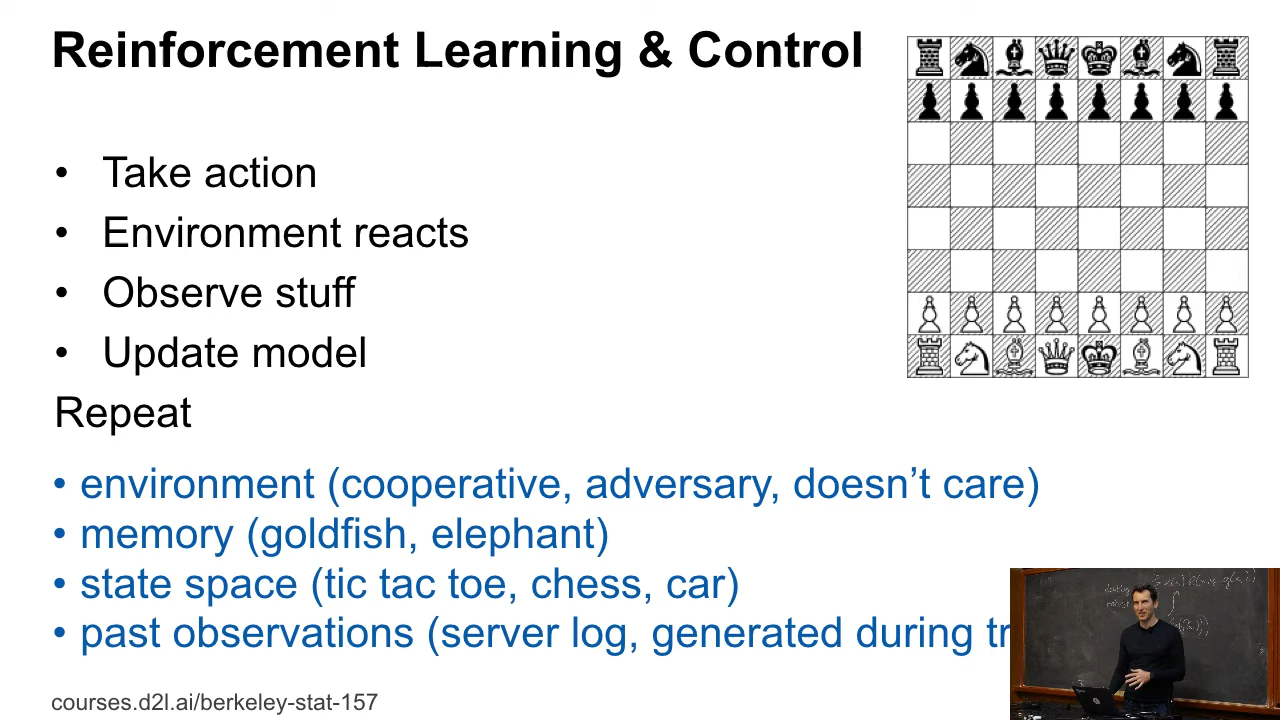 Reinforcement Learning & Control
• Take action
• Environment reacts
• Observe stuff
• Update model
Repeat
• environment (cooperative, adversary, doesn’t care)
• memory (goldfish, elephant)
• state space (tic tac toe, chess, car)
• past observations (server log, generated during tr
courses.d2l.ai/berkeley-stat-157